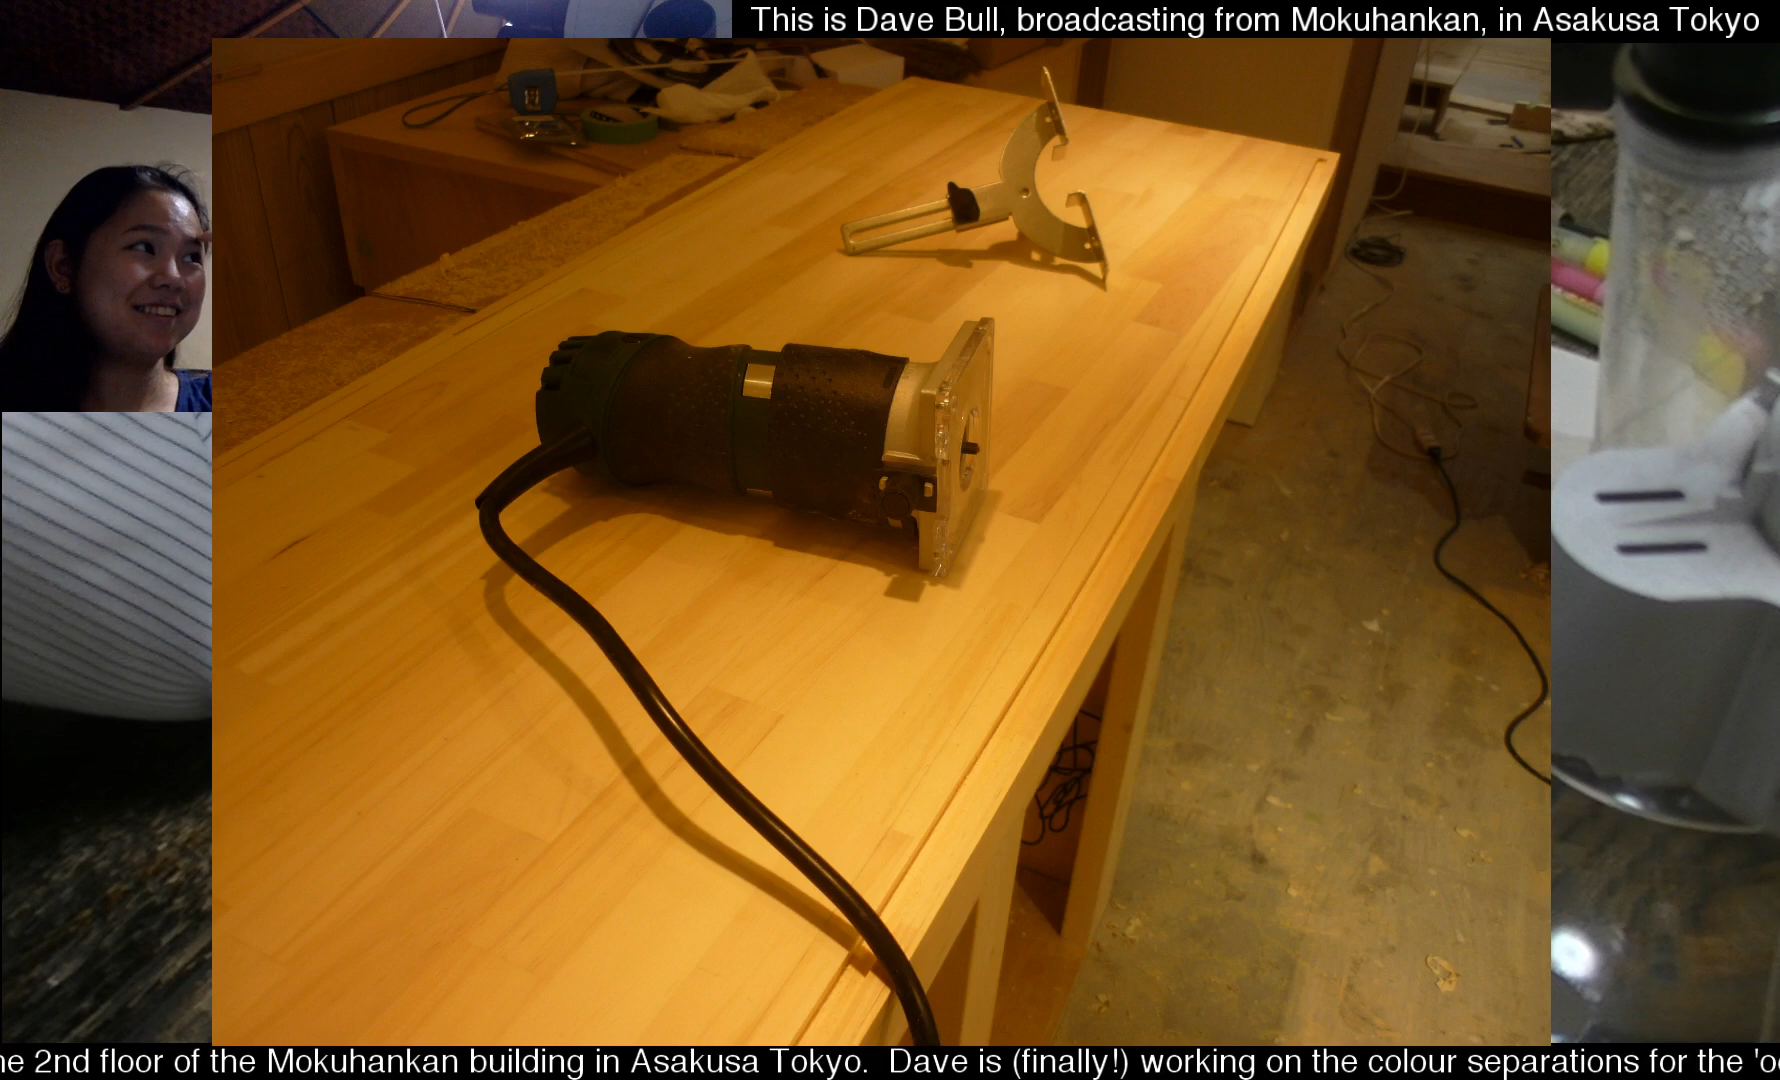 This is Dave Bull, broadcasting from Mokuhankan, in Asakusa Tokyo
2nd floor of the Mokuhankan building in Asakusa Tokyo. Dave is (finally!) working on the colour separations for the